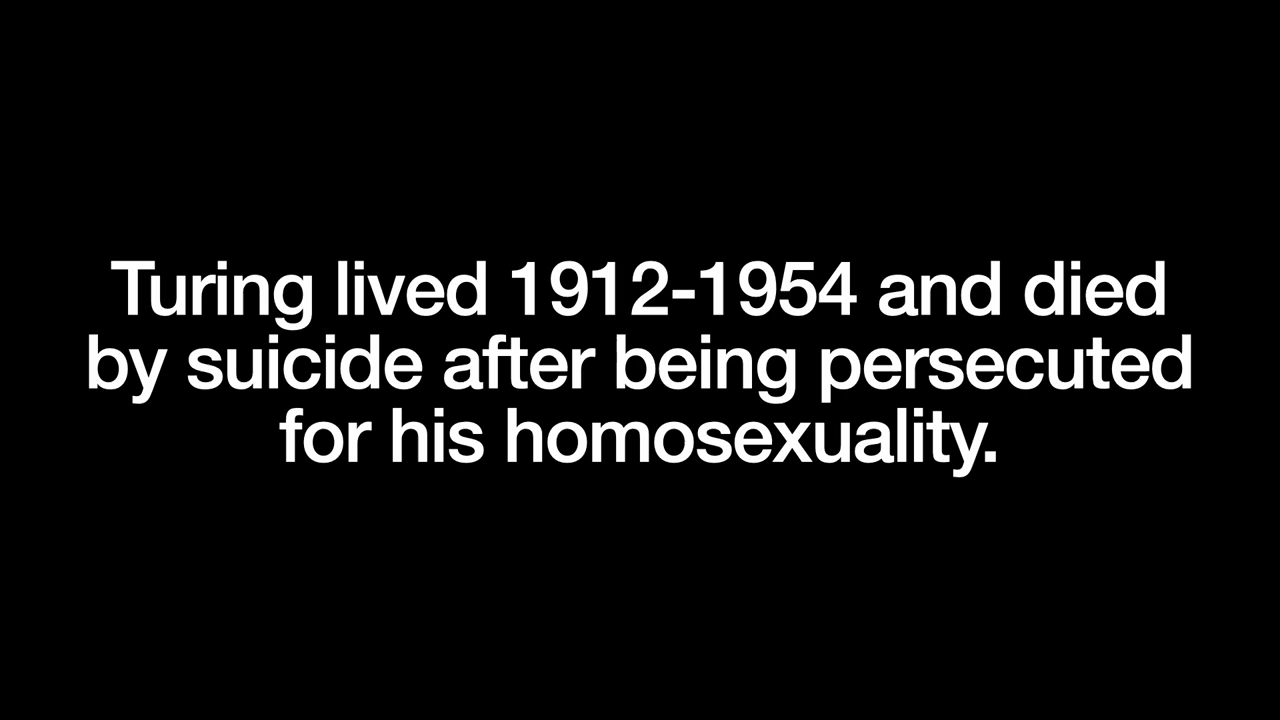 Turing lived 1912-1954 and died
by suicide after being persecuted
for his homosexuality.